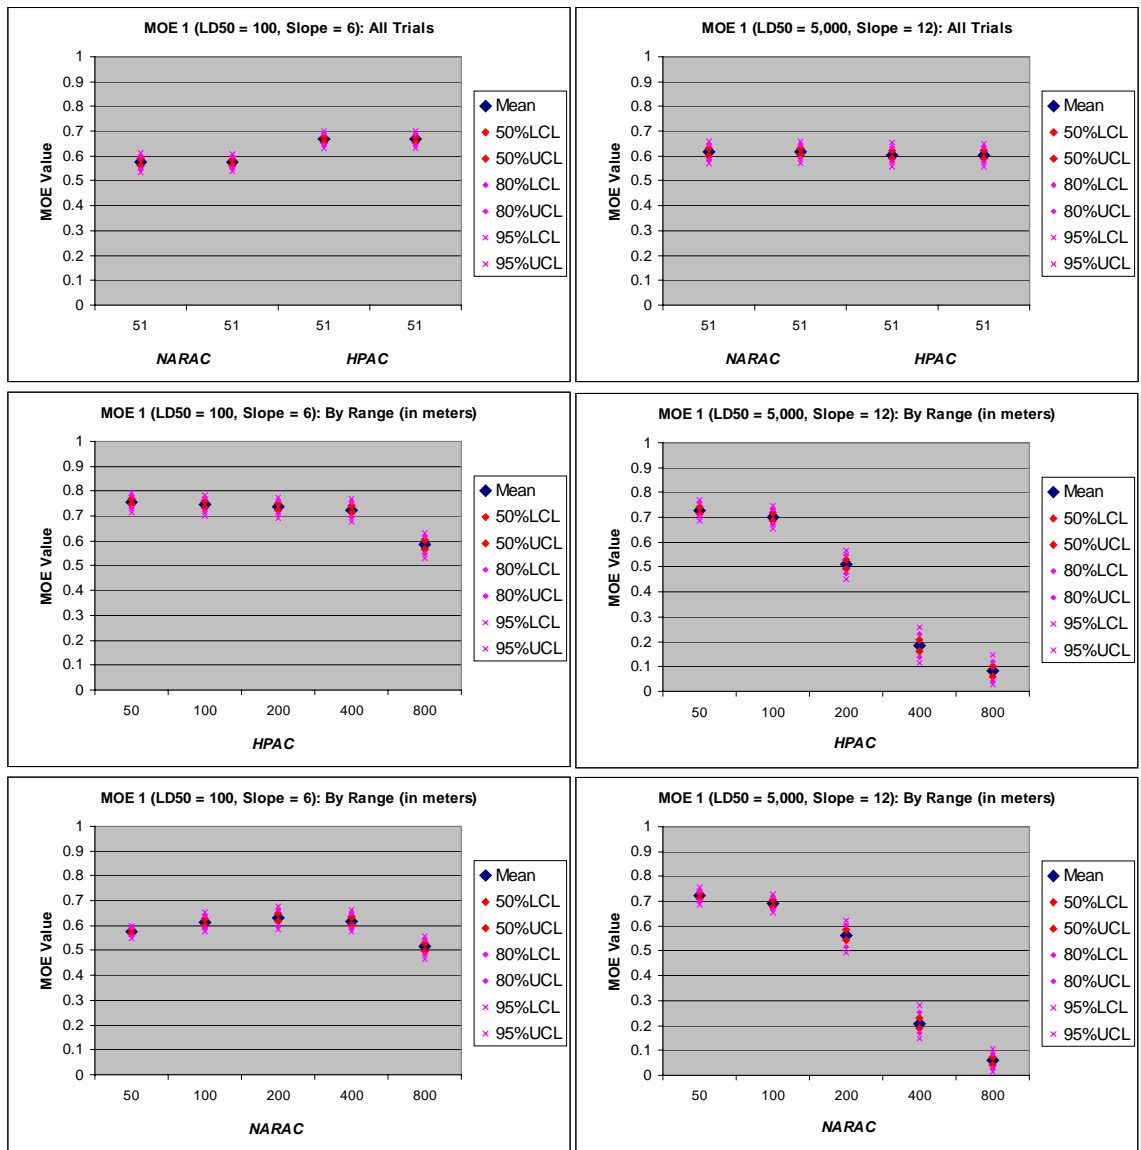 MOE 1 (LD50 = 100, Slope = 6): All Trials
1
0.9
0.8
0.7
0.6
0.5
0.4
0.3
0.2
0.1
0
MOE Value
51 51 51 51
NARAC HPAC
Mean
50%LCL
50%UCL
80%LCL
80%UCL
95%LCL
95%UCL
MOE 1 (LD50 = 5,000, Slope = 12): All Trials
1
0.9
0.8
0.7
0.6
0.5
0.4
0.3
0.2
0.1
0
MOE Value
51 51 51 51
NARAC HPAC
Mean
50%LCL
50%UCL
80%LCL
80%UCL
95%LCL
95%UCL
MOE 1 (LD50 = 100, Slope = 6): By Range (in meters)
1
0.9
0.8
0.7
0.6
0.5
0.4
0.3
0.2
0.1
0
MOE Value
50 100 200 400 800
HPAC
Mean
50%LCL
50%UCL
80%LCL
80%UCL
95%LCL
95%UCL
MOE 1 (LD50 = 5,000, Slope = 12): By Range (in meters)
1
0.9
0.8
0.7
0.6
0.5
0.4
0.3
0.2
0.1
0
MOE Value
50 100 200 400 800
HPAC
Mean
50%LCL
50%UCL
80%LCL
80%UCL
95%LCL
95%UCL
MOE 1 (LD50 = 100, Slope = 6): By Range (in meters)
1
0.9
0.8
0.7
0.6
0.5
0.4
0.3
0.2
0.1
0
MOE Value
50 100 200 400 800
NARAC
Mean
50%LCL
50%UCL
80%LCL
80%UCL
95%LCL
95%UCL
MOE 1 (LD50 = 5,000, Slope = 12): By Range (in meters)
1
0.9
0.8
0.7
0.6
0.5
0.4
0.3
0.2
0.1
0
MOE Value
50 100 200 400 800
NARAC
Mean
50%LCL
50%UCL
80%LCL
80%UCL
95%LCL
95%UCL